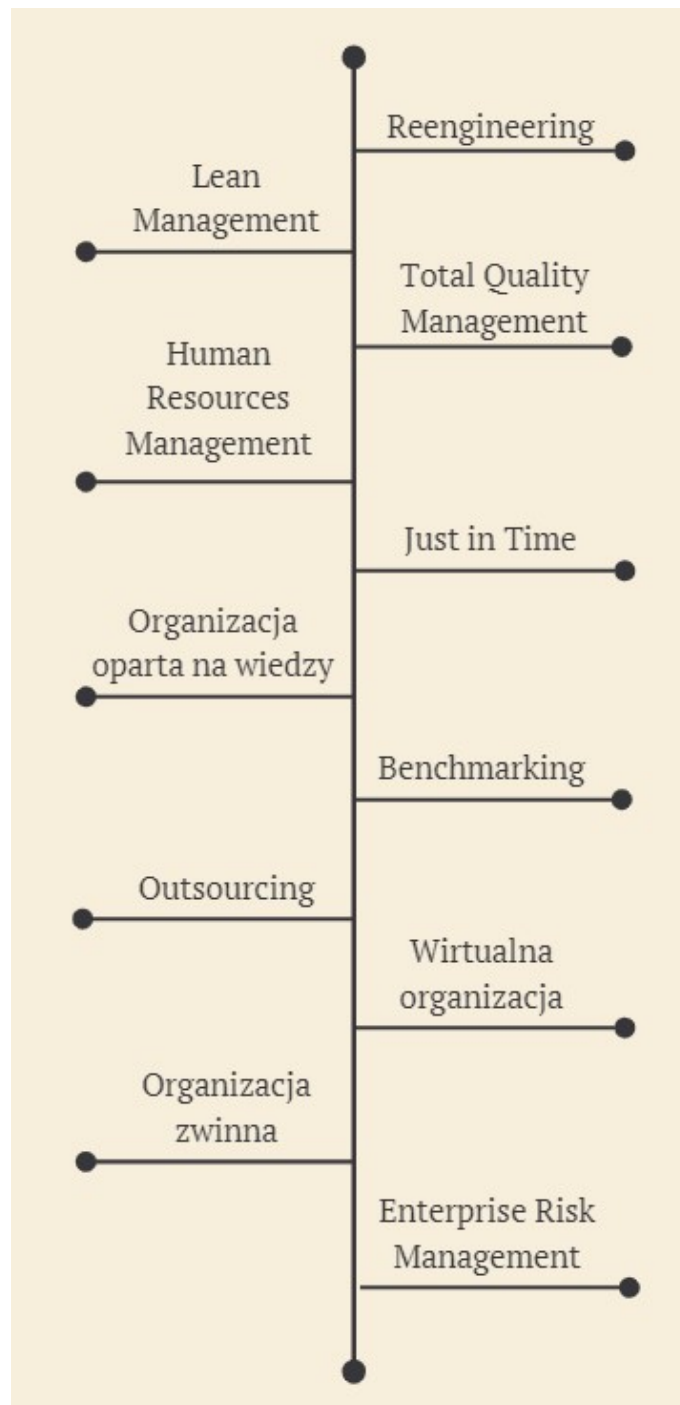 Reengineering
Lean
Management
Total Quality
Management
Human
Resources
Management
Just in Time
Organizacja
oparta na wiedzy
Benchmarking
Outsourcing
Wirtualna
organizacja
Organizacja
zwinna
Enterprise Risk
Management